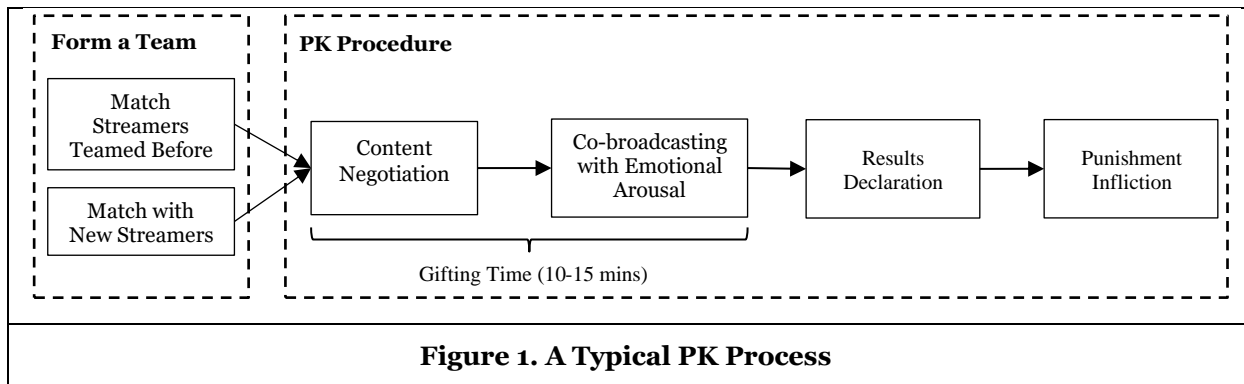 Form a Team
Match
Streamers
Teamed Before
Match with
New Streamers
PK Procedure
Content
Negotiation
Co-broadcasting
with Emotional
Arousal
Results
Declaration
Punishment
Infliction
Gifting Time (10-15 mins)
Figure 1. A Typical PK Process